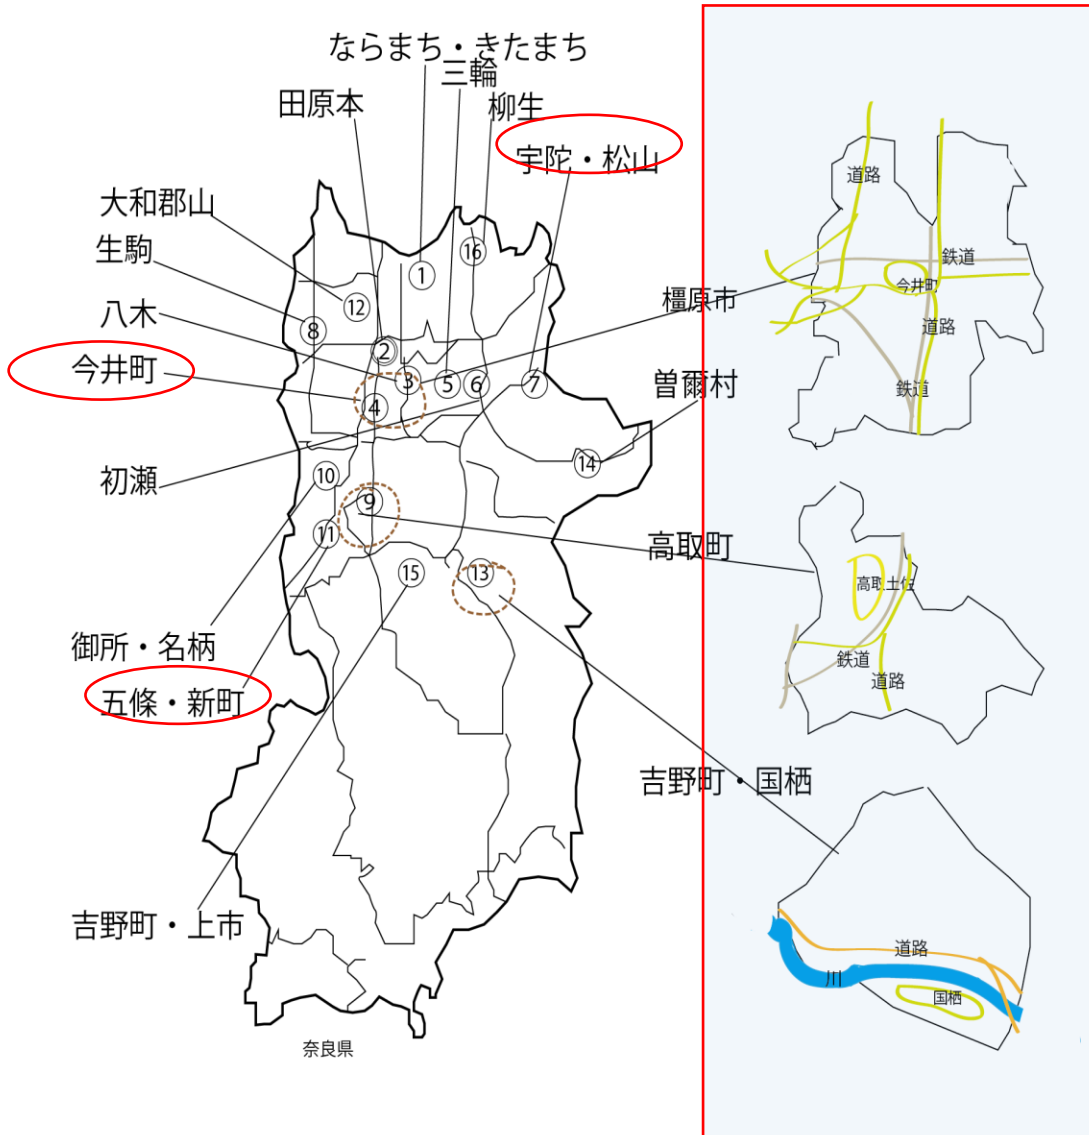 ならまち・きたまち
三輪
田原本
柳生
宇陀・松山
大和郡山
生駒
八木
今井町
初瀬
御所・名柄
五條・新町
吉野町・上市
橿原市
曽爾村
高取町
吉野町・国栖
奈良県
⑯
①
⑫
⑧
②
③
⑤
⑥
⑦
④
⑭
⑩
⑨
⑪
⑮
⑬
道路
鉄道
今井町
道路
鉄道
高取土佐
鉄道
道路
道路
川
国栖